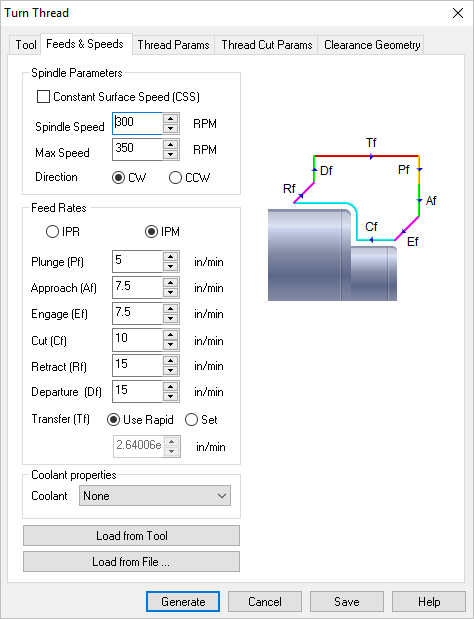 Turn Thread
Tool Feeds & Speeds Thread Params Thread Cut Params Clearance Geometry
Spindle Parameters
Constant Surface Speed (CSS)
Spindle Speed 300 RPM
Max Speed 350 RPM
Direction CW CCW
Feed Rates
IPR IPM
Plunge (Pf) 5 in/min
Approach (Af) 7.5 in/min
Engage (Ef) 7.5 in/min
Cut (Cf) 10 in/min
Retract (Rf) 15 in/min
Departure (Df) 15 in/min
Transfer (Tf) Use Rapid Set
2.64006e in/min
Coolant properties
Coolant None
Load from Tool
Load from File ...
Tf
Df Pf
Rf Af
Cf Ef
Generate Cancel Save Help